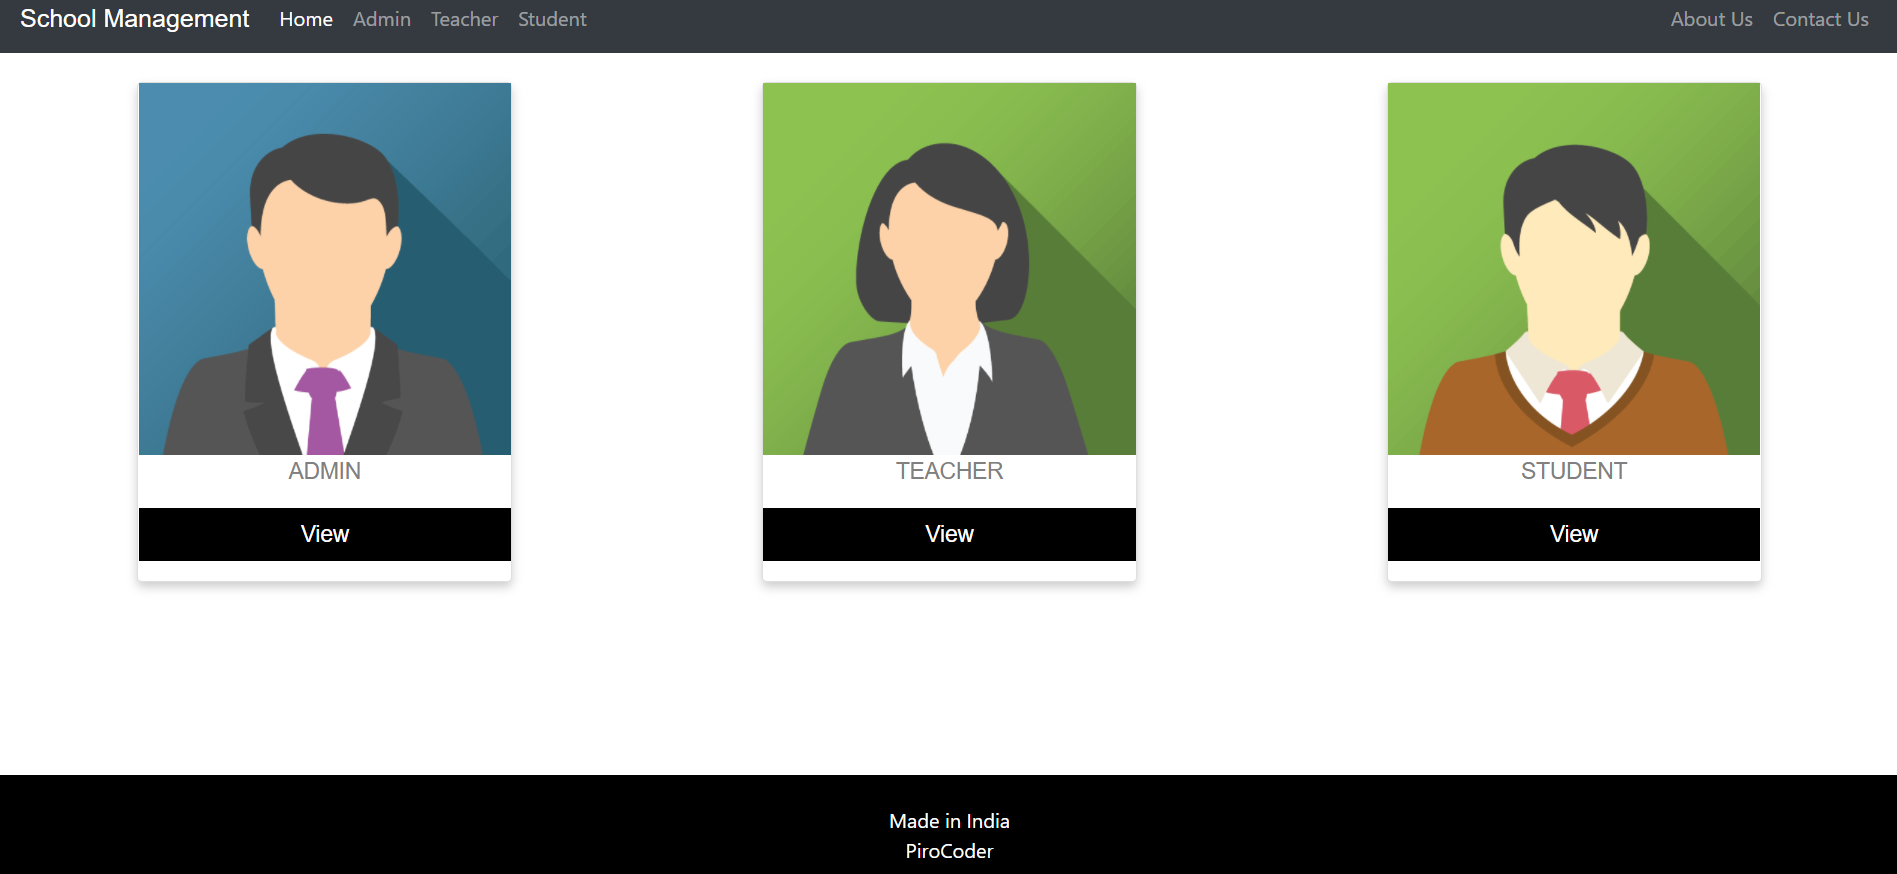 School Management Home Admin Teacher Student About Us Contact Us
ADMIN TEACHER STUDENT
View View View
Made in India
PiroCoder